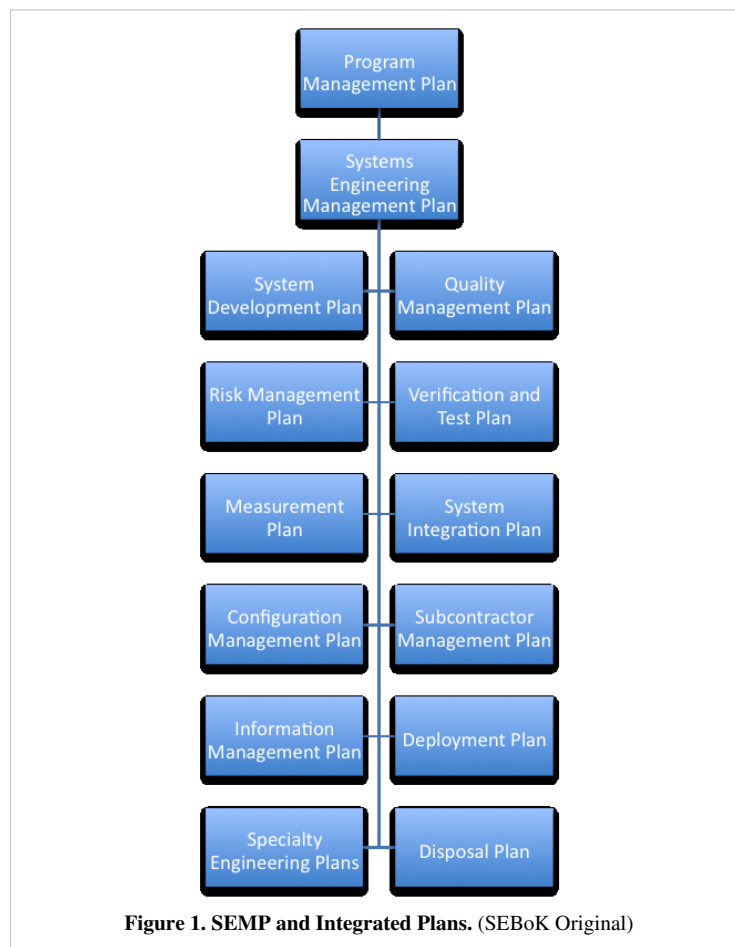 Program
Management Plan
Systems
Engineering
Management Plan
System
Development Plan
Quality
Management Plan
Risk Management
Plan
Verification and
Test Plan
Measurement
Plan
System
Integration Plan
Configuration
Management Plan
Subcontractor
Management Plan
Information
Management Plan
Deployment Plan
Specialty
Engineering Plans
Disposal Plan
Figure 1. SEMP and Integrated Plans. (SEBoK Original)